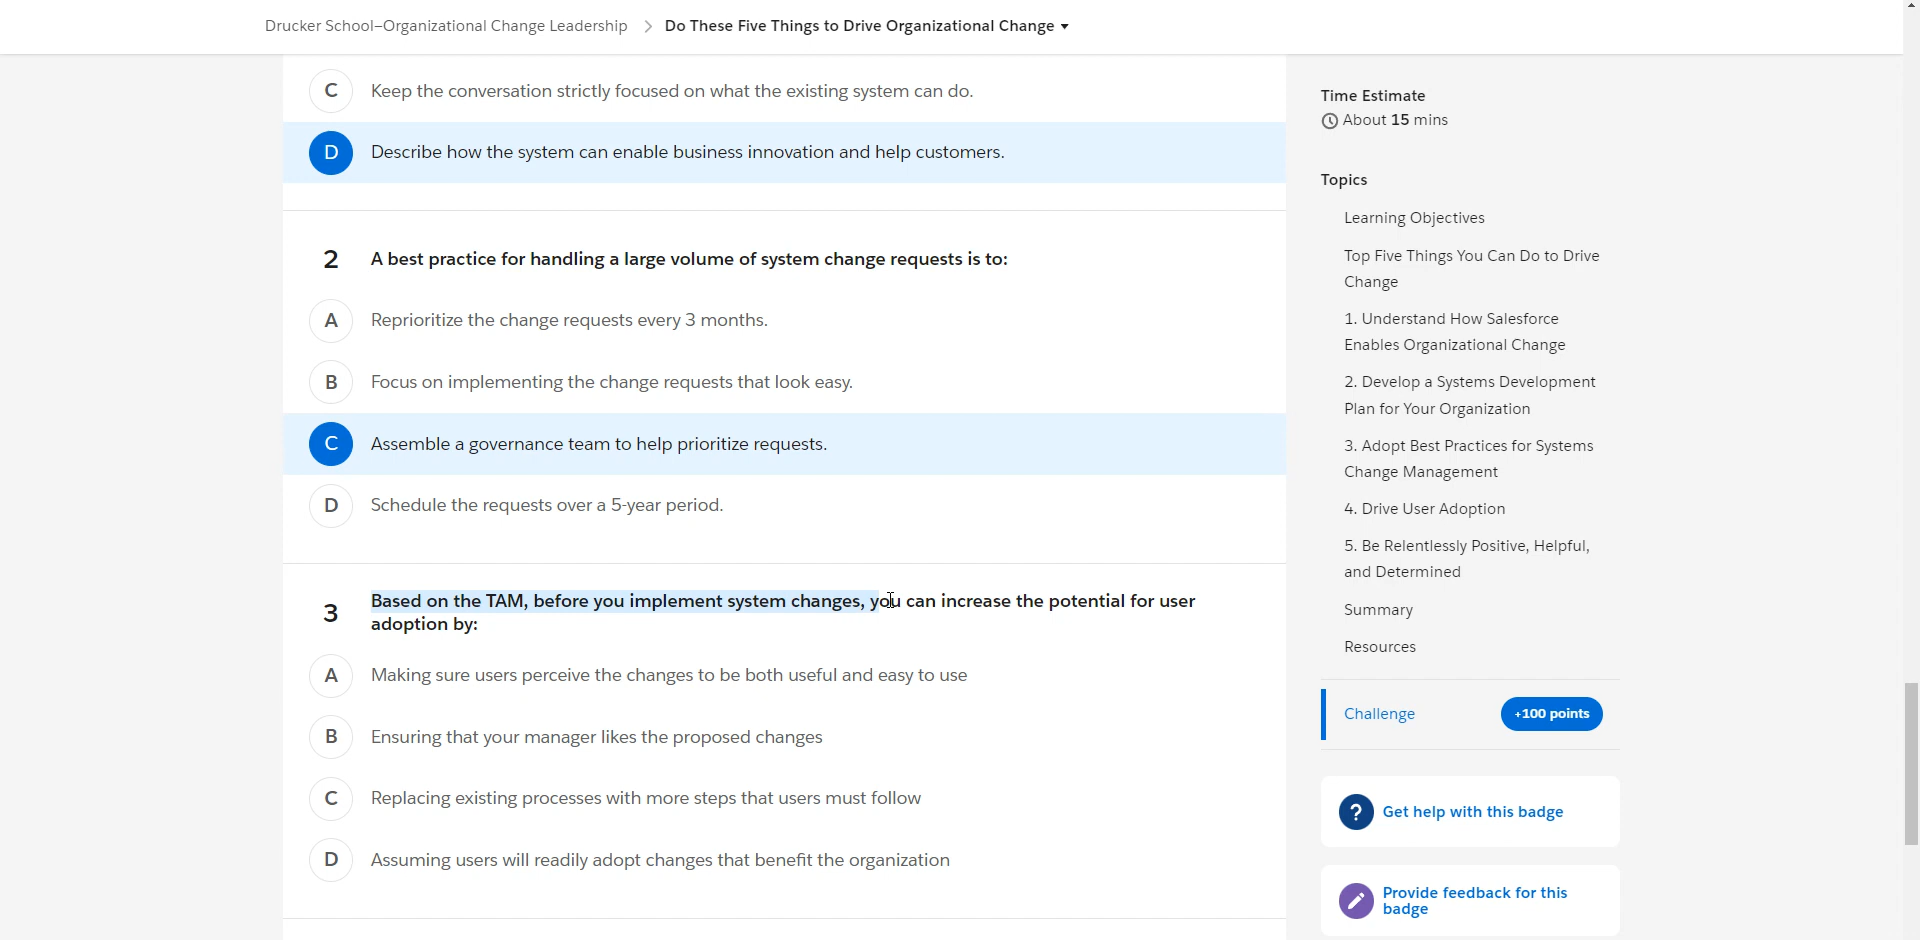 Drucker School–Organizational Change Leadership > Do These Five Things to Drive Organizational Change
C Keep the conversation strictly focused on what the existing system can do.
D Describe how the system can enable business innovation and help customers.
2 A best practice for handling a large volume of system change requests is to:
A Reprioritize the change requests every 3 months.
B Focus on implementing the change requests that look easy.
C Assemble a governance team to help prioritize requests.
D Schedule the requests over a 5-year period.
3 Based on the TAM, before you implement system changes, you can increase the potential for user
adoption by:
A Making sure users perceive the changes to be both useful and easy to use
B Ensuring that your manager likes the proposed changes
C Replacing existing processes with more steps that users must follow
D Assuming users will readily adopt changes that benefit the organization
Time Estimate
About 15 mins
Topics
Learning Objectives
Top Five Things You Can Do to Drive
Change
1. Understand How Salesforce
Enables Organizational Change
2. Develop a Systems Development
Plan for Your Organization
3. Adopt Best Practices for Systems
Change Management
4. Drive User Adoption
5. Be Relentlessly Positive, Helpful,
and Determined
Summary
Resources
Challenge +100 points
? Get help with this badge
Provide feedback for this
badge